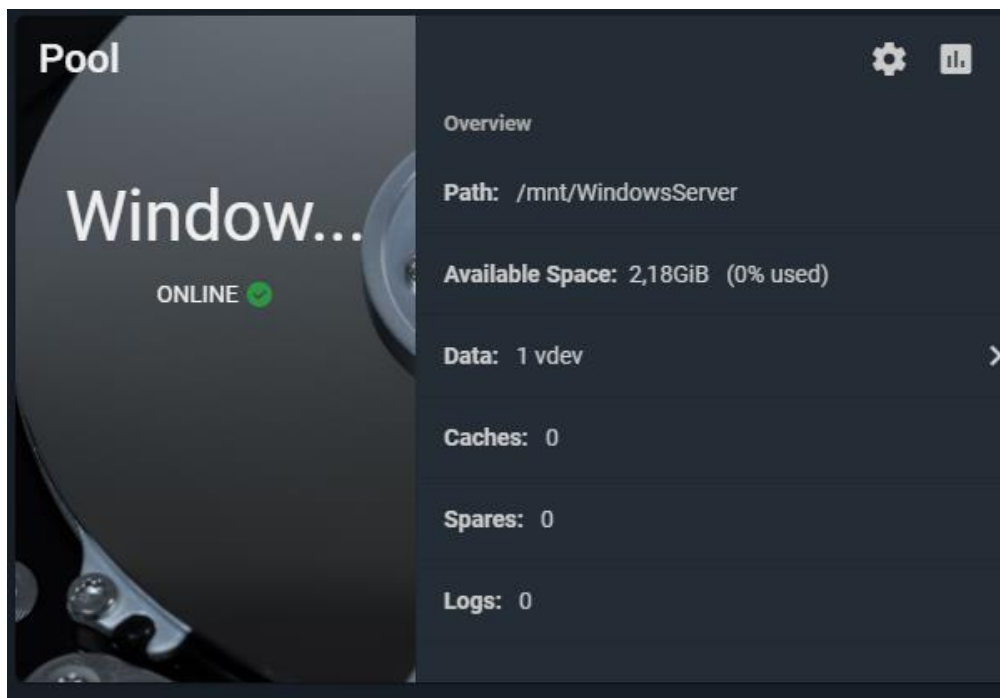 Pool
Window...
ONLINE
Overview
Path: /mnt/WindowsServer
Available Space: 2,18GiB (0% used)
Data: 1 vdev
Caches: 0
Spares: 0
Logs: 0